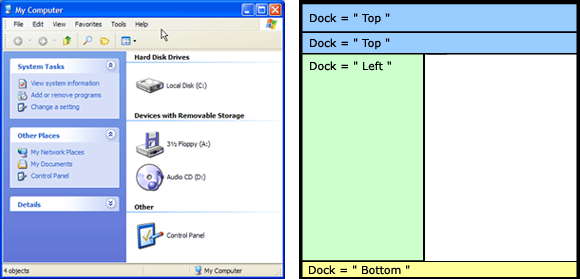 My Computer
File Edit View Favorites Tools Help
System Tasks
View system information
Add or remove programs
Change a setting
Other Places
My Network Places
My Documents
Control Panel
Details
Hard Disk Drives
Local Disk (C:)
Devices with Removable Storage
3½ Floppy (A:)
Audio CD (D:)
Other
Control Panel
4 objects
My Computer
Dock = " Top "
Dock = " Top "
Dock = " Left "
Dock = " Bottom "